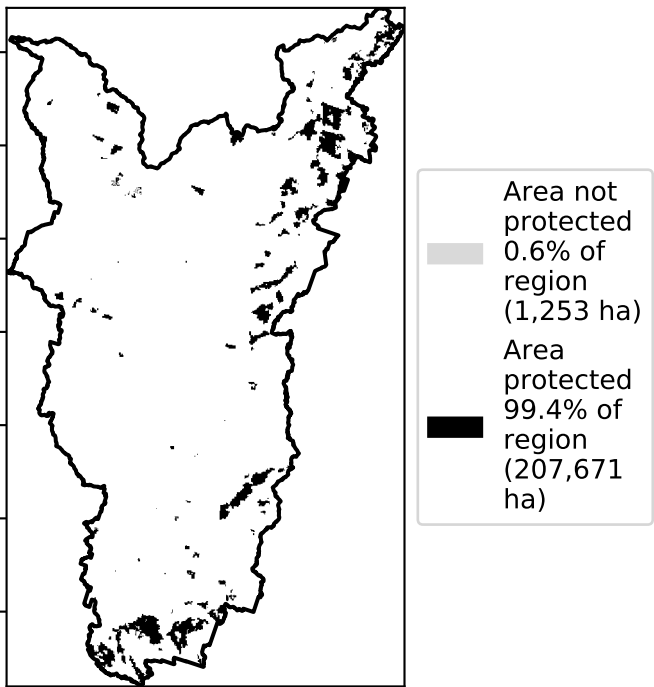 Area not
protected
0.6% of
region
(1,253 ha)
Area
protected
99.4% of
region
(207,671
ha)